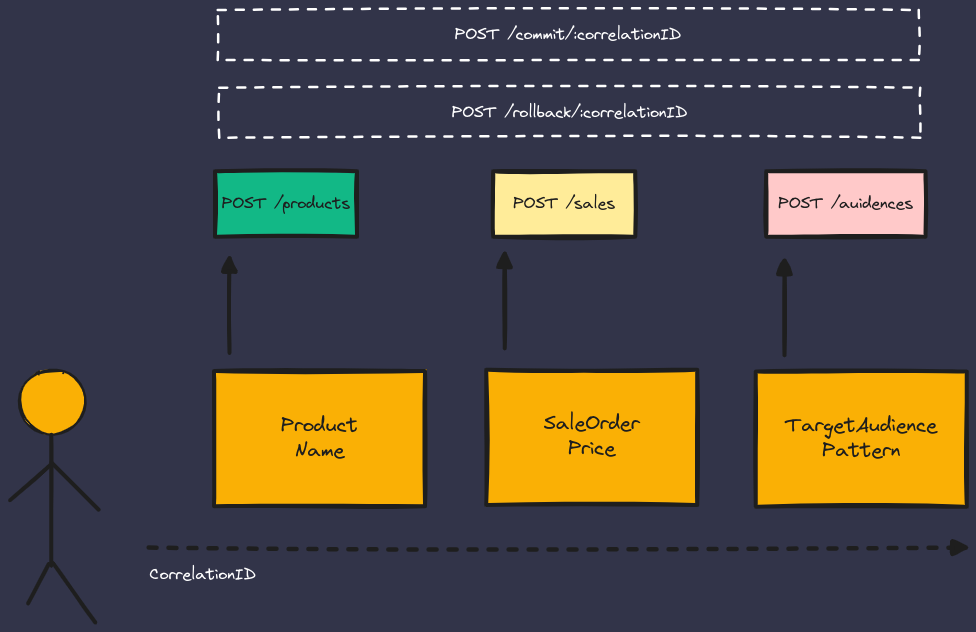 POST /commit/:correlationID
POST /rollback/:correlationID
POST /products
POST /sales
POST /auidences
Product
Name
SaleOrder
Price
TargetAudience
Pattern
CorrelationID